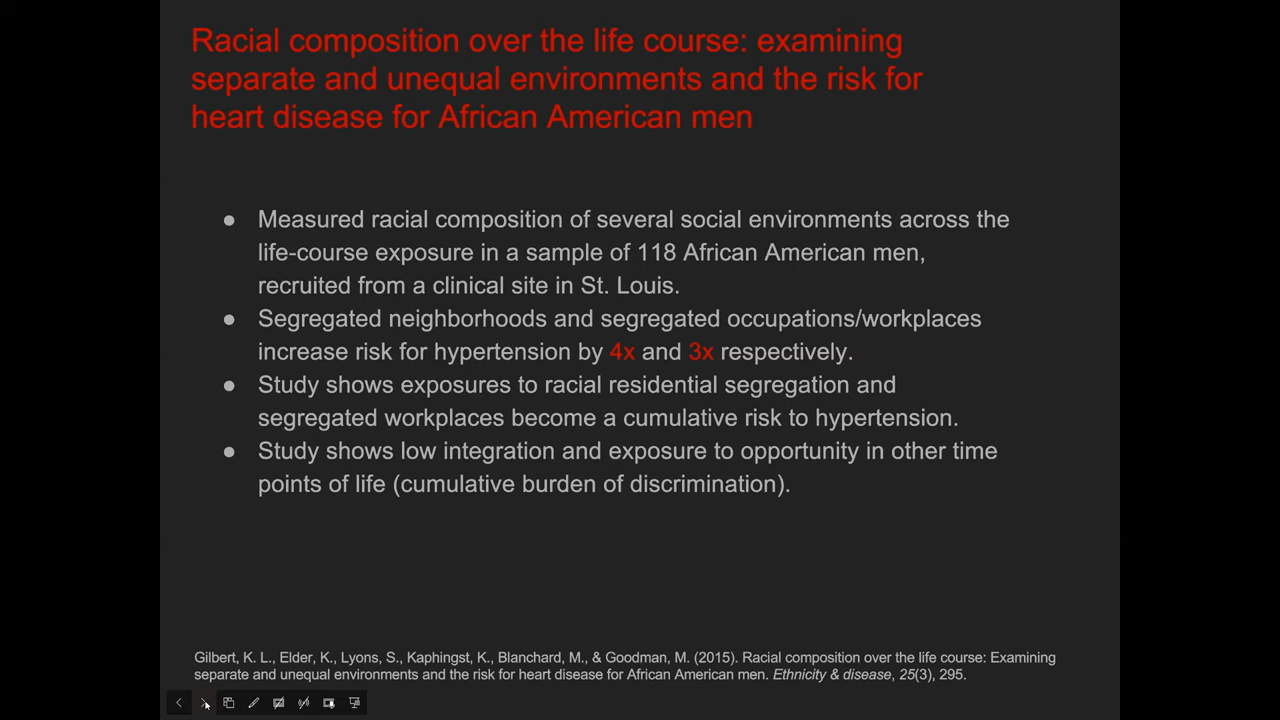 Racial composition over the life course: examining
separate and unequal environments and the risk for
heart disease for African American men
● Measured racial composition of several social environments across the
life-course exposure in a sample of 118 African American men,
recruited from a clinical site in St. Louis.
● Segregated neighborhoods and segregated occupations/workplaces
increase risk for hypertension by 4x and 3x respectively.
● Study shows exposures to racial residential segregation and
segregated workplaces become a cumulative risk to hypertension.
● Study shows low integration and exposure to opportunity in other time
points of life (cumulative burden of discrimination).
Gilbert, K. L., Elder, K., Lyons, S., Kaphingst, K., Blanchard, M., & Goodman, M. (2015). Racial composition over the life course: Examining
separate and unequal environments and the risk for heart disease for African American men. Ethnicity & disease, 25(3), 295.